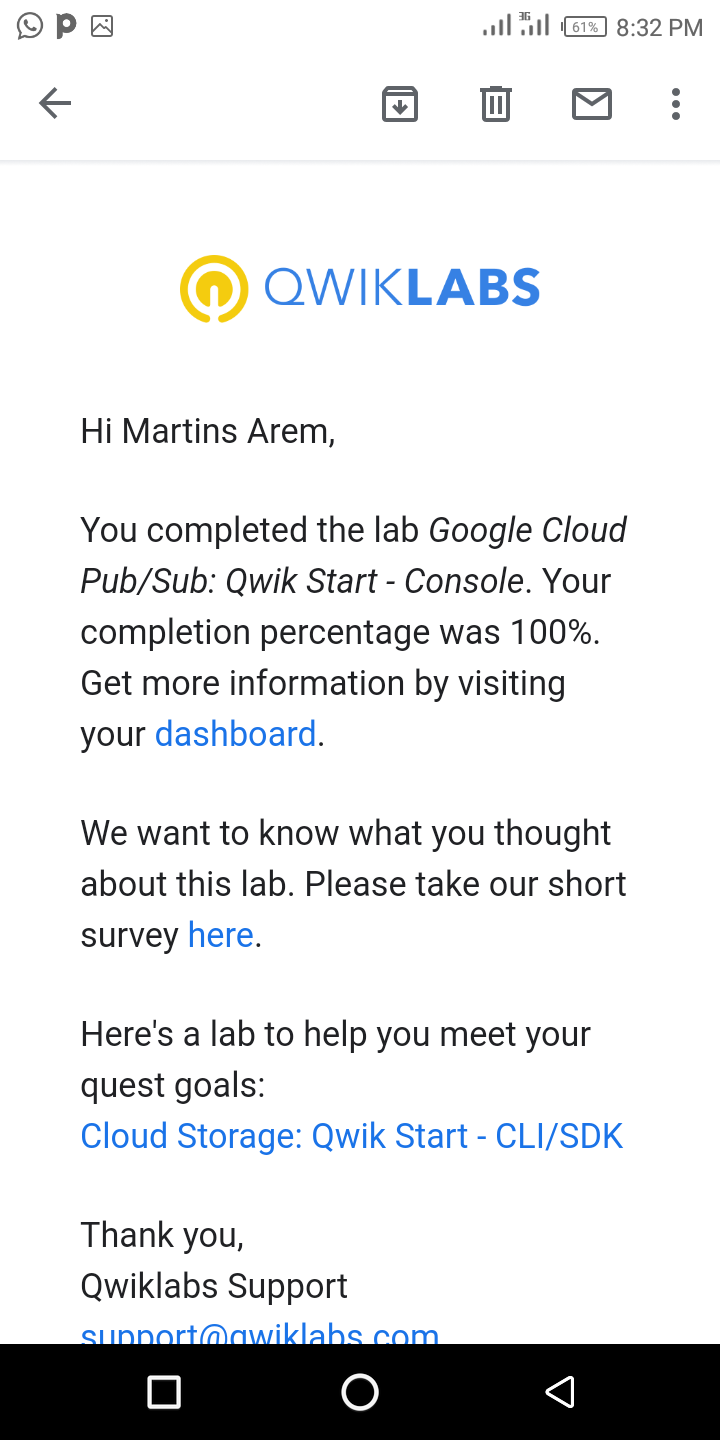 3G 61% 8:32 PM
QWIKLABS
Hi Martins Arem,
You completed the lab Google Cloud
Pub/Sub: Qwik Start - Console. Your
completion percentage was 100%.
Get more information by visiting
your dashboard.
We want to know what you thought
about this lab. Please take our short
survey here.
Here's a lab to help you meet your
quest goals:
Cloud Storage: Qwik Start - CLI/SDK
Thank you,
Qwiklabs Support
support@qwiklabs.com